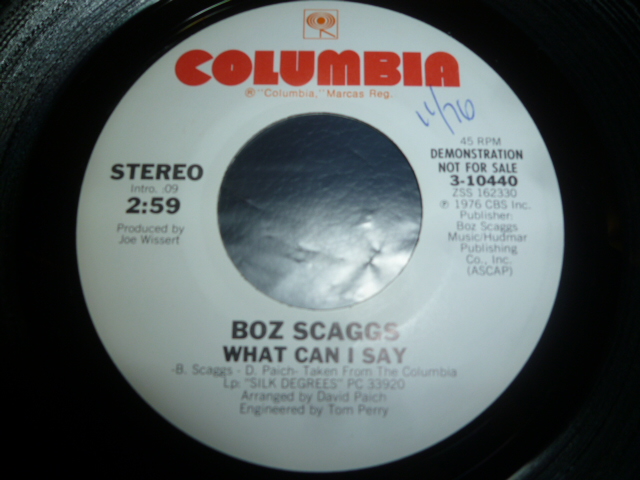 COLUMBIA
® "Columbia," Marcas Reg.
11/76
STEREO
Intro. :09
2:59
Produced by
Joe Wissert
45 RPM
DEMONSTRATION
NOT FOR SALE
3-10440
ZSS 162330
℗ 1976 CBS Inc.
Publisher:
Boz Scaggs
Music/Hudmar
Publishing
Co., Inc.
(ASCAP)
BOZ SCAGGS
WHAT CAN I SAY
-B. Scaggs - D. Paich- Taken From The Columbia
Lp: "SILK DEGREES" PC 33920
Arranged by David Paich
Engineered by Tom Perry